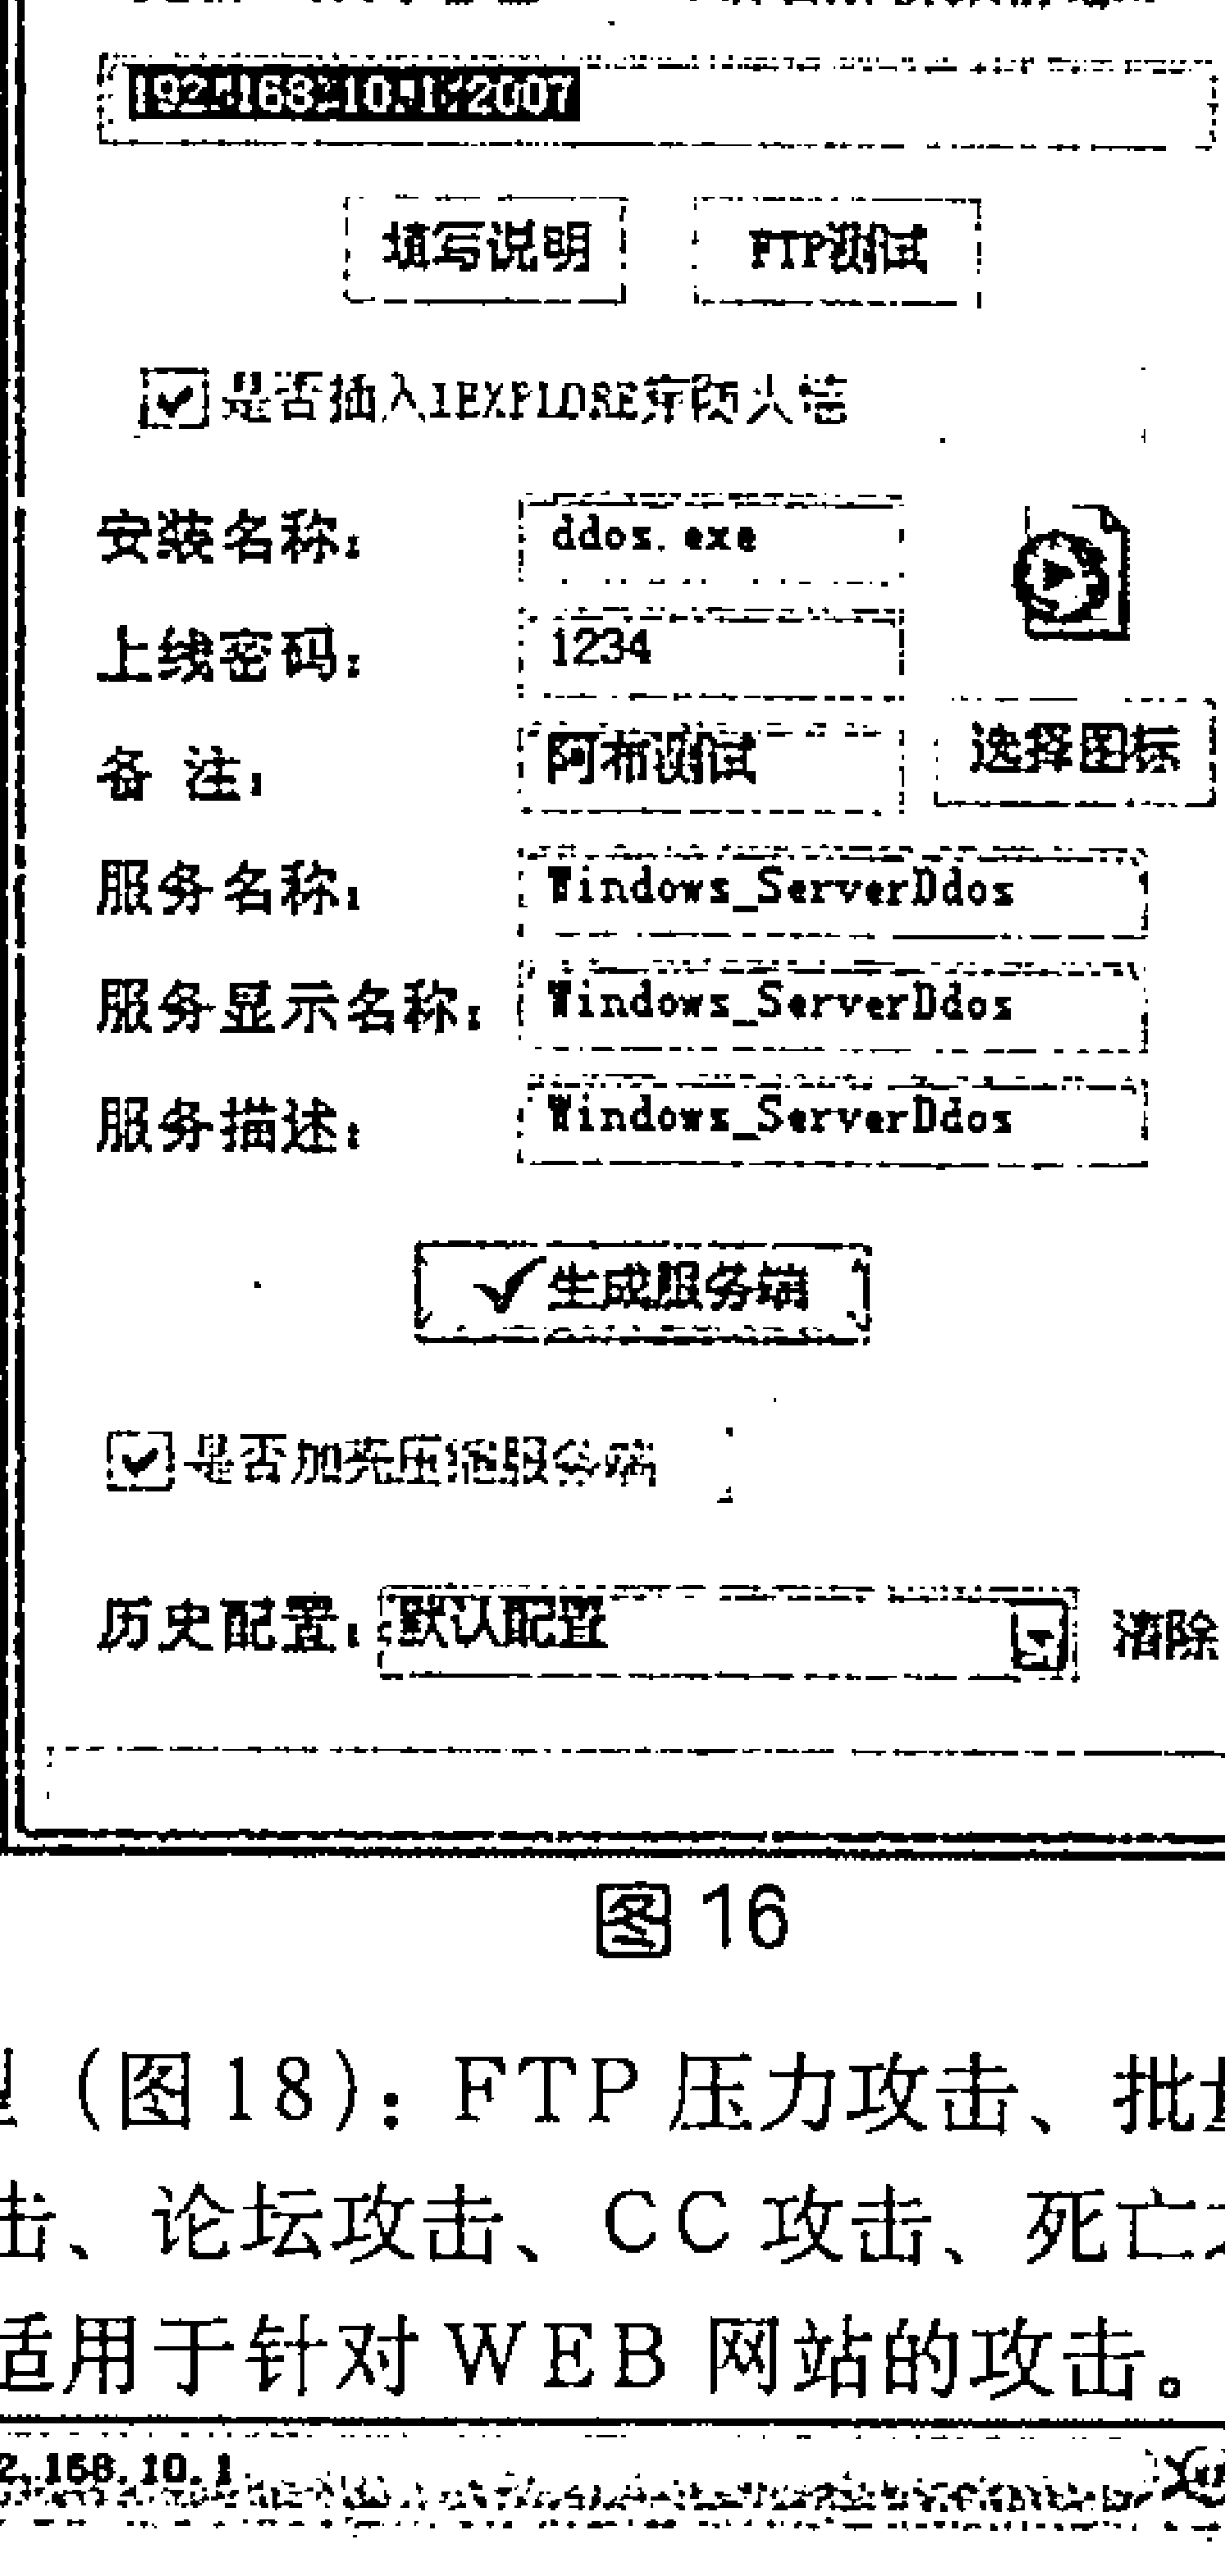 192.168.10.1:2007
填写说明 FTP测试
是否插入IEXPLORE穿防火墙
安装名称: ddos.exe
上线密码: 1234
备 注: 阿布测试
选择图标
服务名称: Windows_ServerDdos
服务显示名称: Windows_ServerDdos
服务描述: Windows_ServerDdos
生成服务端
是否加壳压缩服务端
历史配置: 默认配置 清除
图 16
(图18): FTP 压力攻击、批
击、论坛攻击、CC 攻击、死亡
适用于针对 WEB 网站的攻击。
2.168.10.1